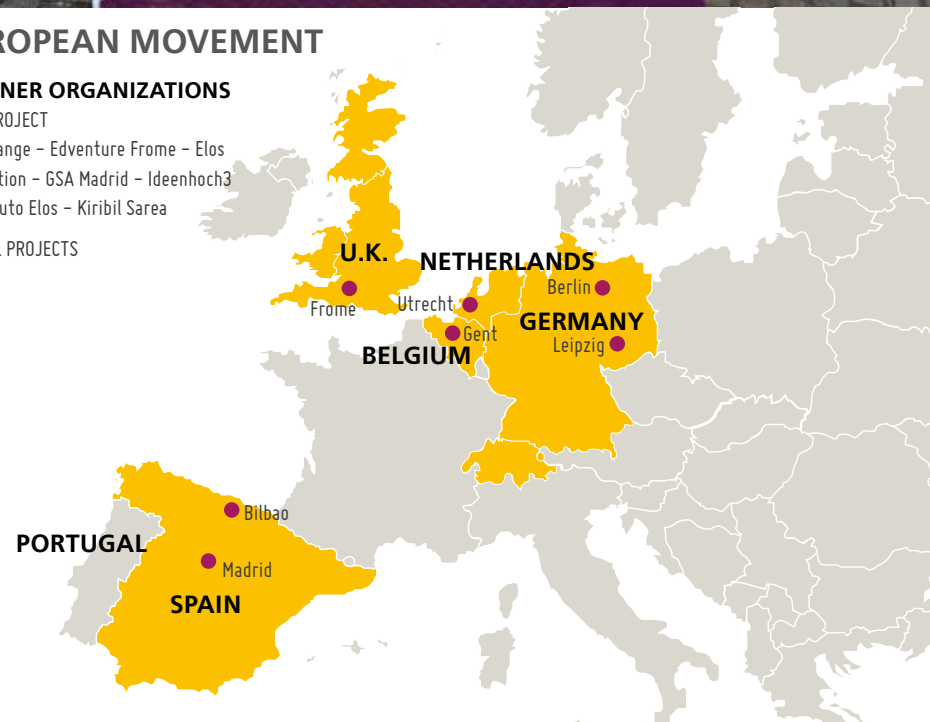 ROPEAN MOVEMENT
NER ORGANIZATIONS
ROJECT
ange – Edventure Frome – Elos
tion – GSA Madrid – Ideenhoch3
uto Elos – Kiribil Sarea
PROJECTS
U.K.
NETHERLANDS
Berlin
Frome
Utrecht
GERMANY
Gent
Leipzig
BELGIUM
Bilbao
PORTUGAL
Madrid
SPAIN